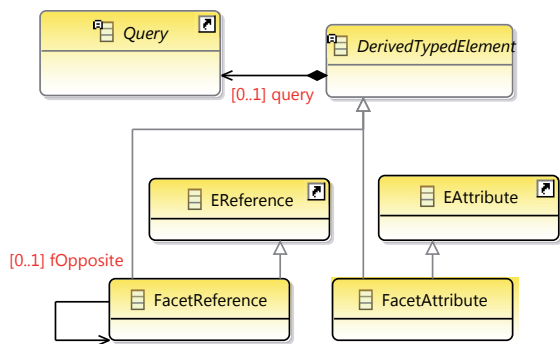 Query
DerivedTypedElement
[0..1] query
EReference
EAttribute
[0..1] fOpposite
FacetReference
FacetAttribute